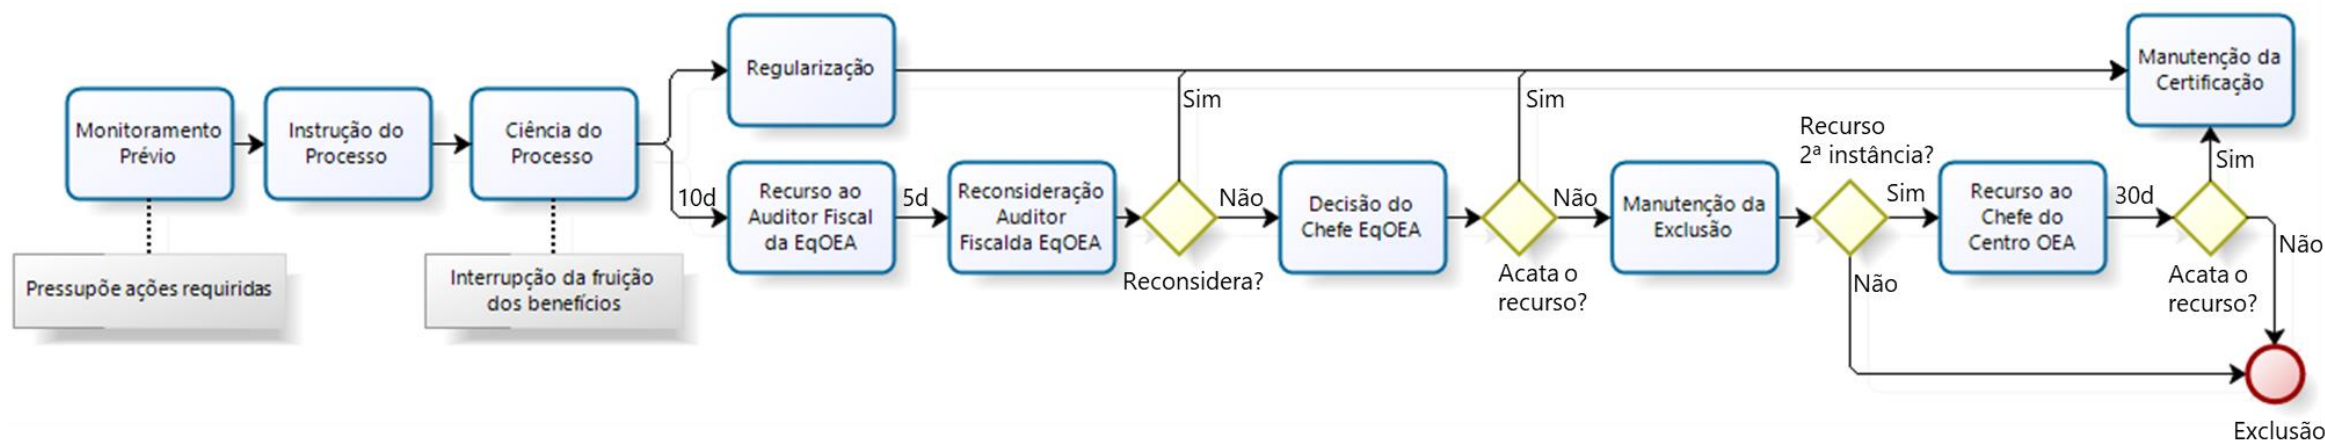 Monitoramento
Prévio
Pressupõe ações requiridas
Instrução do
Processo
Ciência do
Processo
Interrupção da fruição
dos benefícios
Regularização
10d
Recurso ao
Auditor Fiscal
da EqOEA
5d
Reconsideração
Auditor
Fiscalda EqOEA
Reconsidera?
Sim
Não
Decisão do
Chefe EqOEA
Acata o
recurso?
Sim
Não
Manutenção da
Exclusão
Recurso
2ª instância?
Sim
Não
Recurso ao
Chefe do
Centro OEA
30d
Acata o
recurso?
Sim
Não
Manutenção da
Certificação
Exclusão